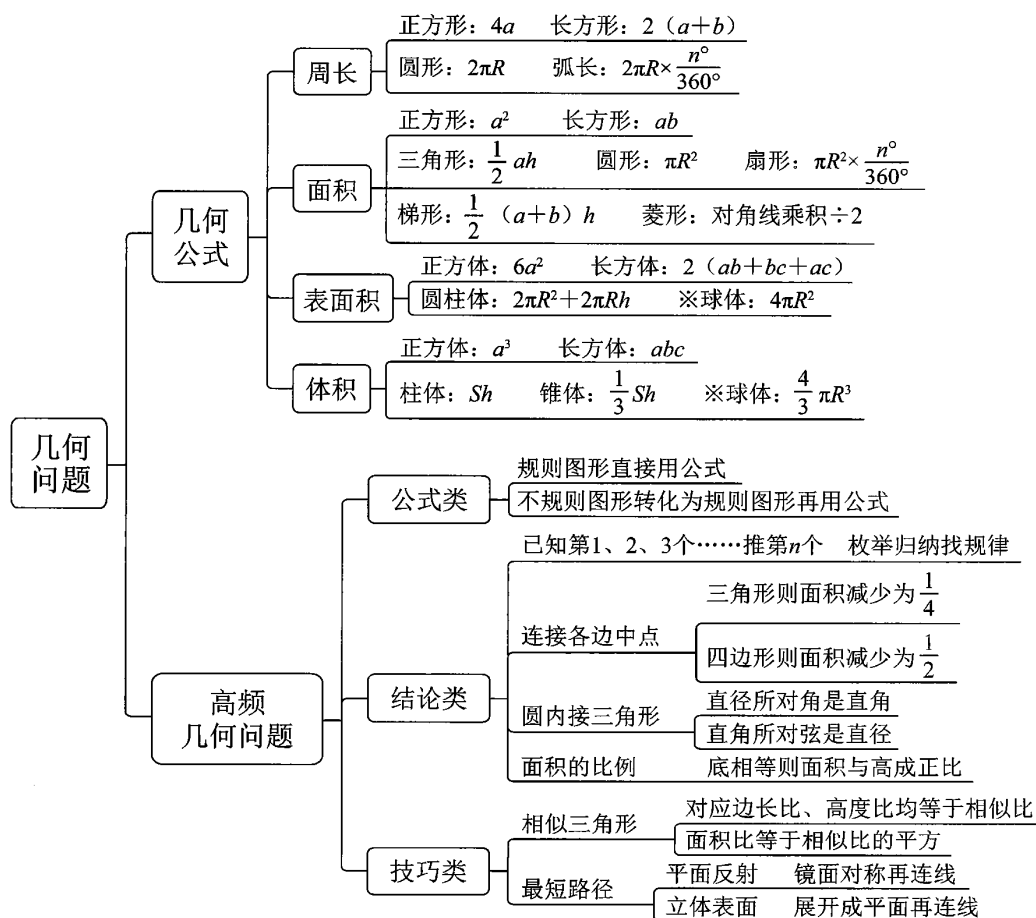 几何
问题
几何
公式
周长
正方形：4a 长方形：2（a+b）
圆形：2πR 弧长：2πR×n°/360°
面积
正方形：a² 长方形：ab
三角形：1/2 ah 圆形：πR² 扇形：πR²×n°/360°
梯形：1/2（a+b）h 菱形：对角线乘积÷2
表面积
正方体：6a² 长方体：2（ab+bc+ac）
圆柱体：2πR²+2πRh ※球体：4πR²
体积
正方体：a³ 长方体：abc
柱体：Sh 锥体：1/3 Sh ※球体：4/3 πR³
高频
几何问题
公式类
规则图形直接用公式
不规则图形转化为规则图形再用公式
结论类
已知第1、2、3个……推第n个 枚举归纳找规律
连接各边中点
三角形则面积减少为1/4
四边形则面积减少为1/2
圆内接三角形
直径所对角是直角
直角所对弦是直径
面积的比例 底相等则面积与高成正比
技巧类
相似三角形
对应边长比、高度比均等于相似比
面积比等于相似比的平方
最短路径
平面反射 镜面对称再连线
立体表面 展开成平面再连线